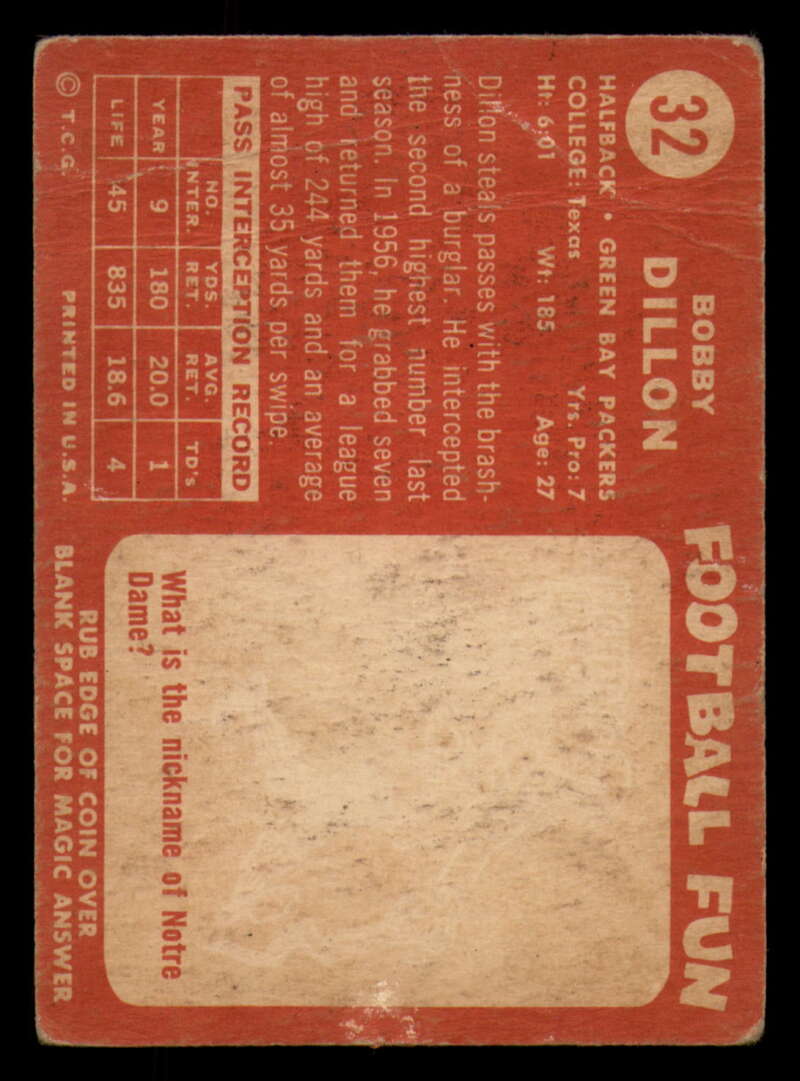 32
BOBBY
DILLON
HALFBACK • GREEN BAY PACKERS
COLLEGE: Texas Yrs. Pro: 7
Ht: 6'01 Wt: 185 Age: 27
Dillon steals passes with the brash-
ness of a burglar. He intercepted
the second highest number last
season. In 1956, he grabbed seven
and returned them for a league
high of 244 yards and an average
of almost 35 yards per swipe.
PASS INTERCEPTION RECORD
NO. INTER. YDS. RET. AVG. RET. TD's
YEAR 9 180 20.0 1
LIFE 45 835 18.6 4
© T.C.G. PRINTED IN U.S.A.
FOOTBALL FUN
What is the nickname of Notre
Dame?
RUB EDGE OF COIN OVER
BLANK SPACE FOR MAGIC ANSWER